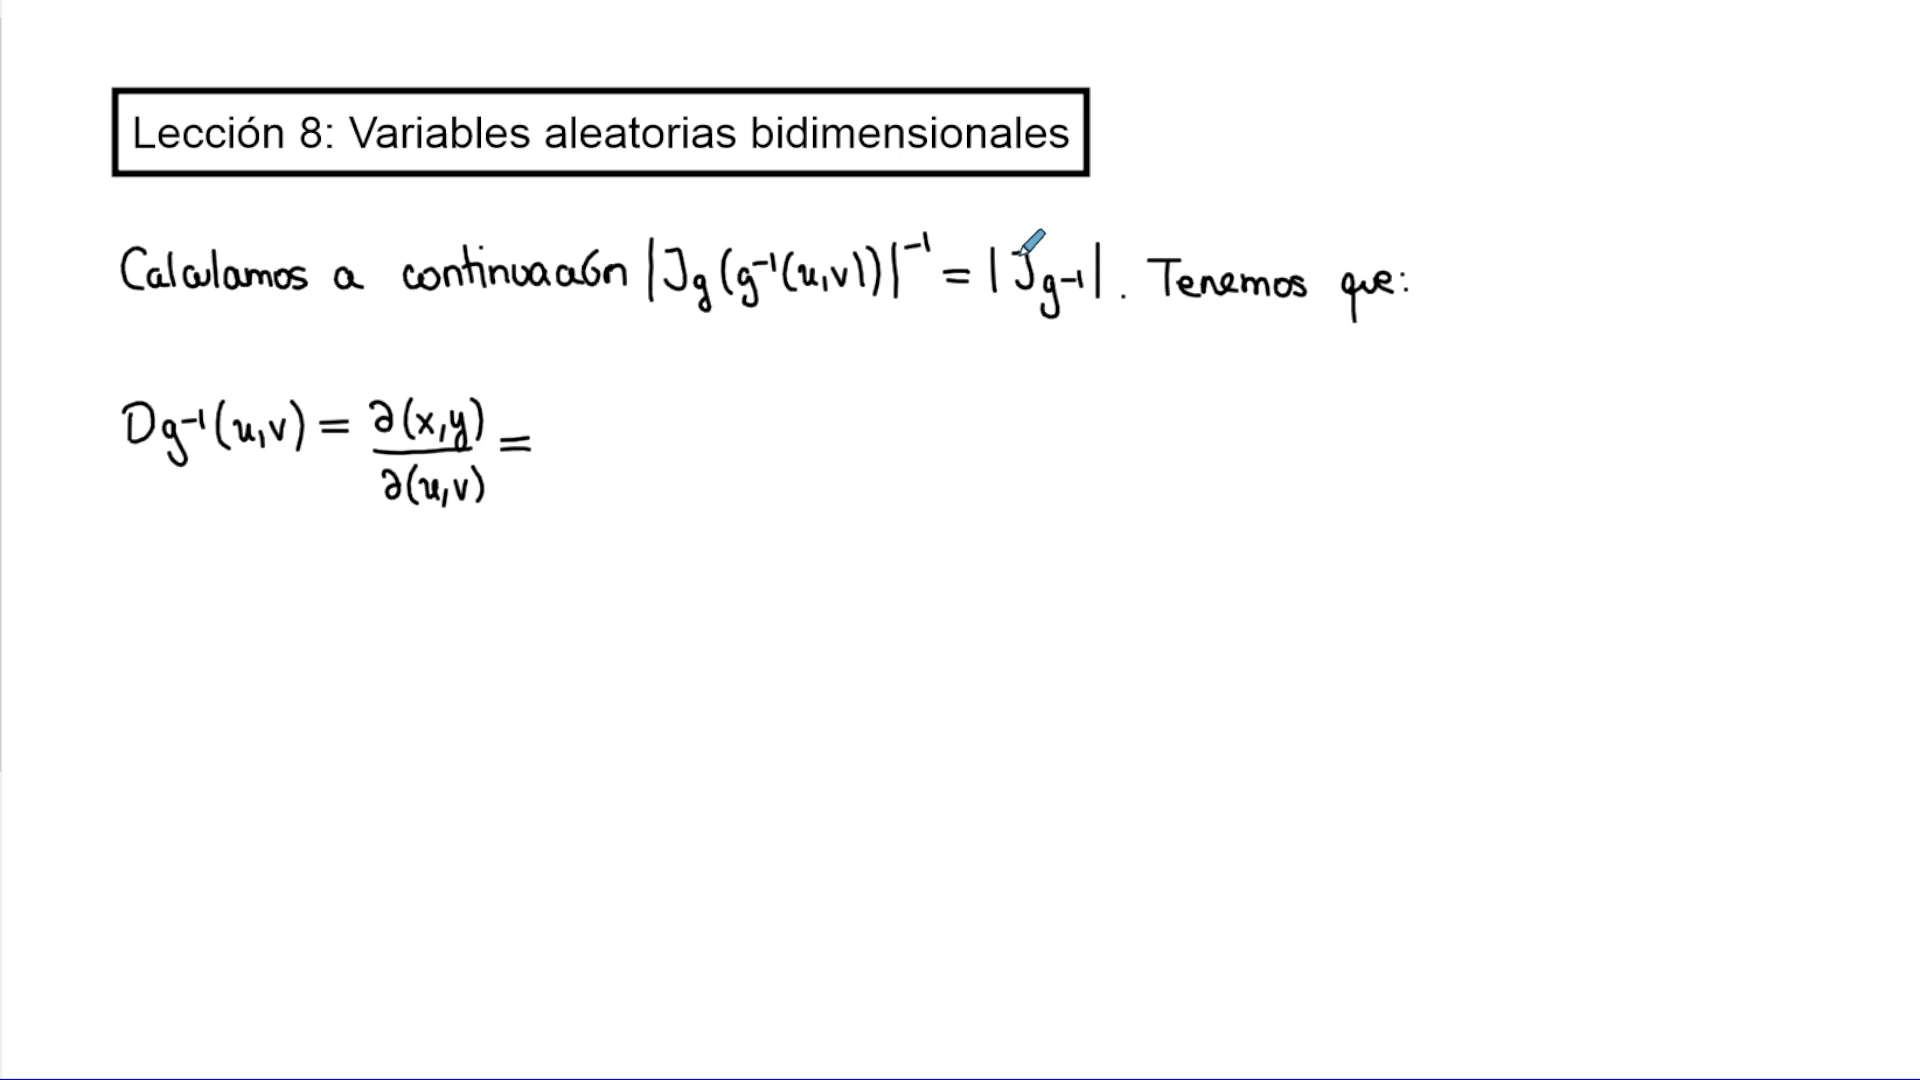 Lección 8: Variables aleatorias bidimensionales
Calculamos a continuación |J_g(g⁻¹(u,v))|⁻¹ = |J_{g⁻¹}|. Tenemos que:
Dg⁻¹(u,v) = ∂(x,y)/∂(u,v) =